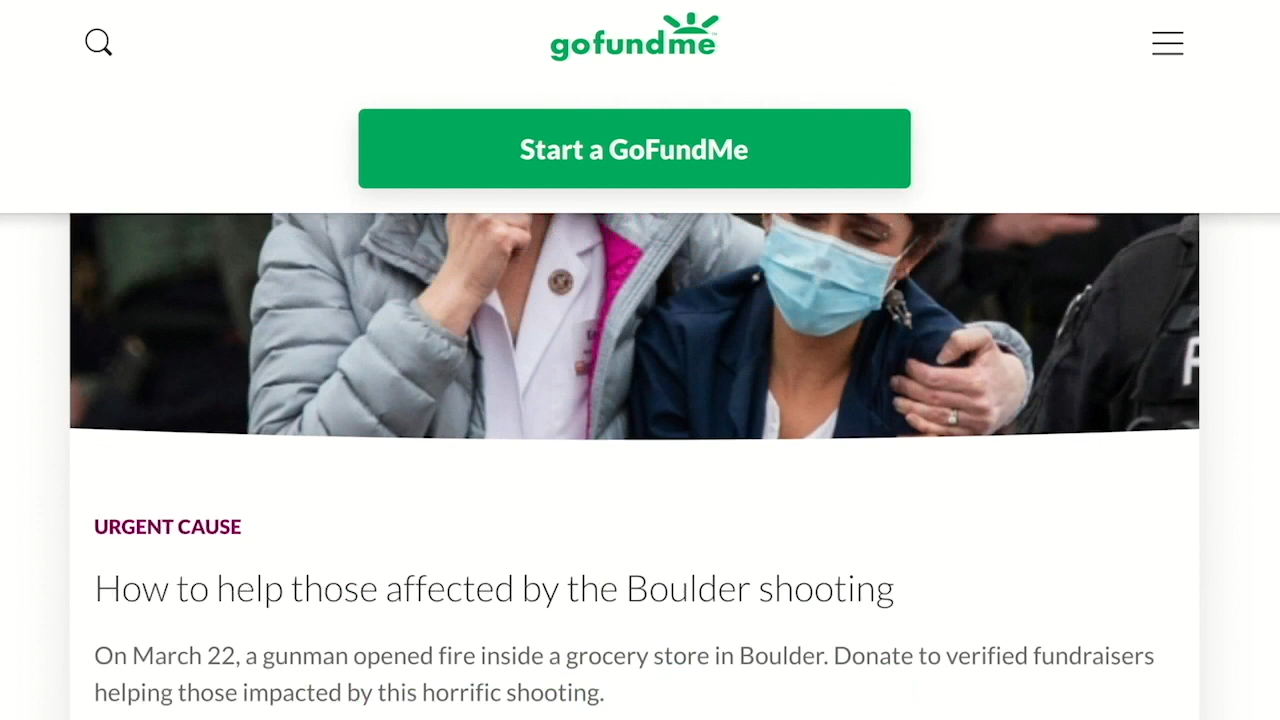 gofundme
Start a GoFundMe
URGENT CAUSE
How to help those affected by the Boulder shooting
On March 22, a gunman opened fire inside a grocery store in Boulder. Donate to verified fundraisers
helping those impacted by this horrific shooting.